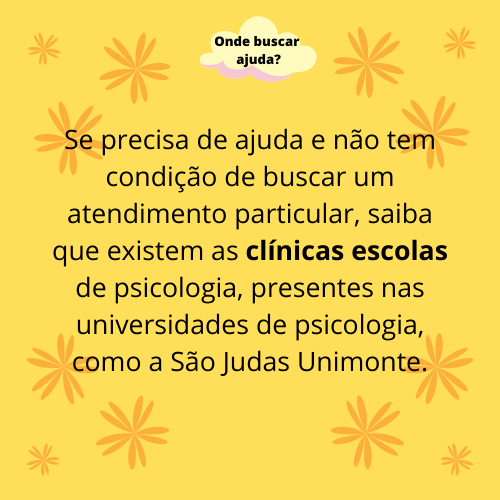 Onde buscar
ajuda?
Se precisa de ajuda e não tem
condição de buscar um
atendimento particular, saiba
que existem as clínicas escolas
de psicologia, presentes nas
universidades de psicologia,
como a São Judas Unimonte.